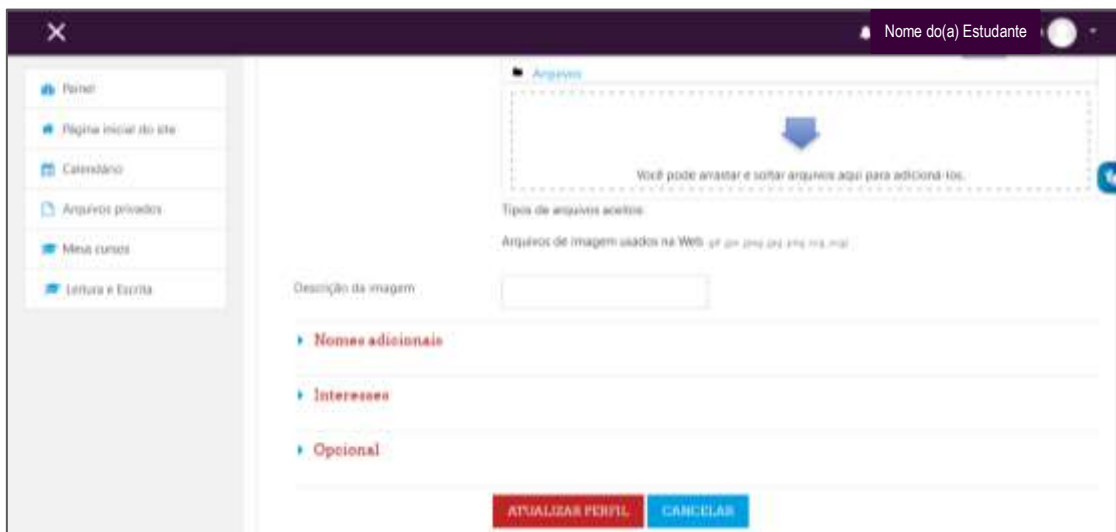 Nome do(a) Estudante
Painel
Página inicial do site
Calendário
Arquivos privados
Meus cursos
Leitura e Escrita
Arquivos
Você pode arrastar e soltar arquivos aqui para adicioná-los.
Tipos de arquivos aceitos:
Arquivos de imagem usados na Web
Descrição da imagem
Nomes adicionais
Interesses
Opcional
ATUALIZAR PERFIL CANCELAR